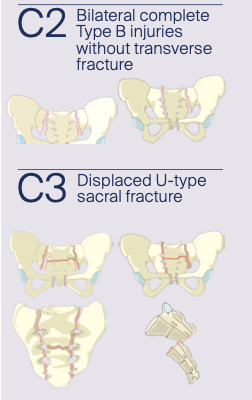 C2 Bilateral complete
Type B injuries
without transverse
fracture
C3 Displaced U-type
sacral fracture